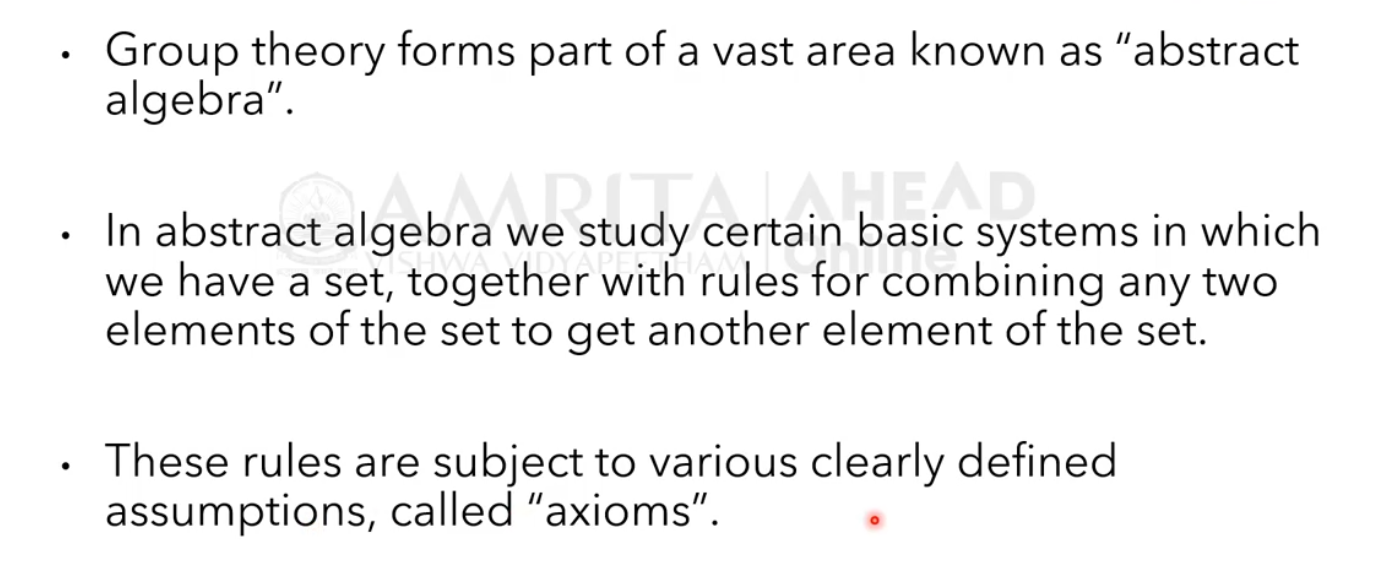 • Group theory forms part of a vast area known as “abstract
algebra”.
AMRITA | AHEAD
VISHWA VIDYAPEETHAM | Online
• In abstract algebra we study certain basic systems in which
we have a set, together with rules for combining any two
elements of the set to get another element of the set.
• These rules are subject to various clearly defined
assumptions, called “axioms”.